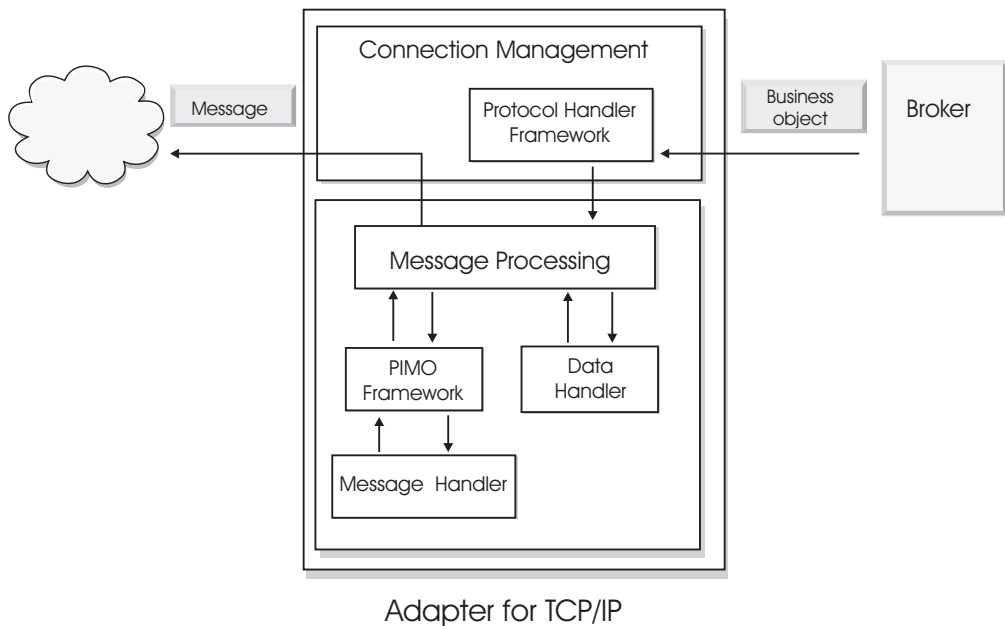 Connection Management
Message
Protocol Handler
Framework
Business
object
Broker
Message Processing
PIMO
Framework
Data
Handler
Message Handler
Adapter for TCP/IP